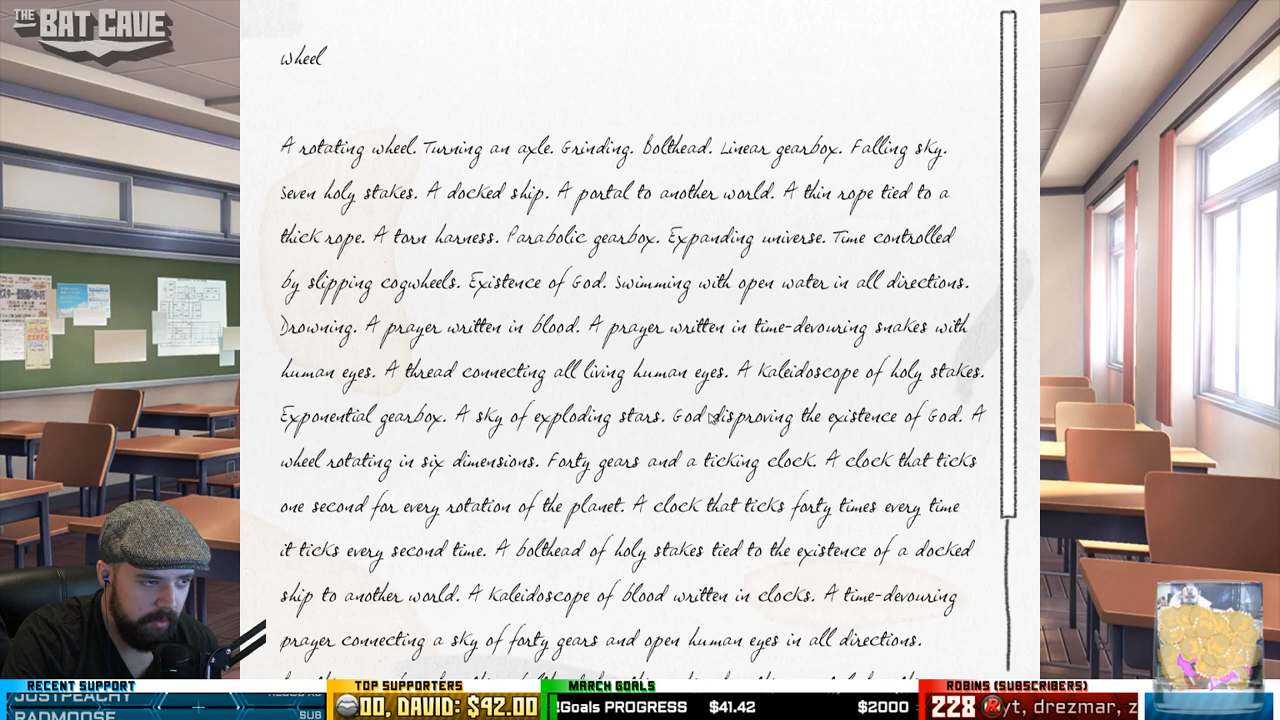 THE
BAT CAVE
Wheel
A rotating wheel. Turning an axle. Grinding. Bolthead. Linear gearbox. Falling sky.
Seven holy stakes. A docked ship. A portal to another world. A thin rope tied to a
thick rope. A torn harness. Parabolic gearbox. Expanding universe. Time controlled
by slipping cogwheels. Existence of God. Swimming with open water in all directions.
Drowning. A prayer written in blood. A prayer written in time-devouring snakes with
human eyes. A thread connecting all living human eyes. A kaleidoscope of holy stakes.
Exponential gearbox. A sky of exploding stars. God disproving the existence of God. A
wheel rotating in six dimensions. Forty gears and a ticking clock. A clock that ticks
one second for every rotation of the planet. A clock that ticks forty times every time
it ticks every second time. A bolthead of holy stakes tied to the existence of a docked
ship to another world. A kaleidoscope of blood written in clocks. A time-devouring
prayer connecting a sky of forty gears and open human eyes in all directions.
RECENT SUPPORT
JUSTPEACHY
RADMOOSE
SUB
TOP SUPPORTERS
00, DAVID: $42.00
MARCH GOALS
!Goals PROGRESS $41.42 $2000
ROBINS (SUBSCRIBERS)
228 yt, drezmar, z